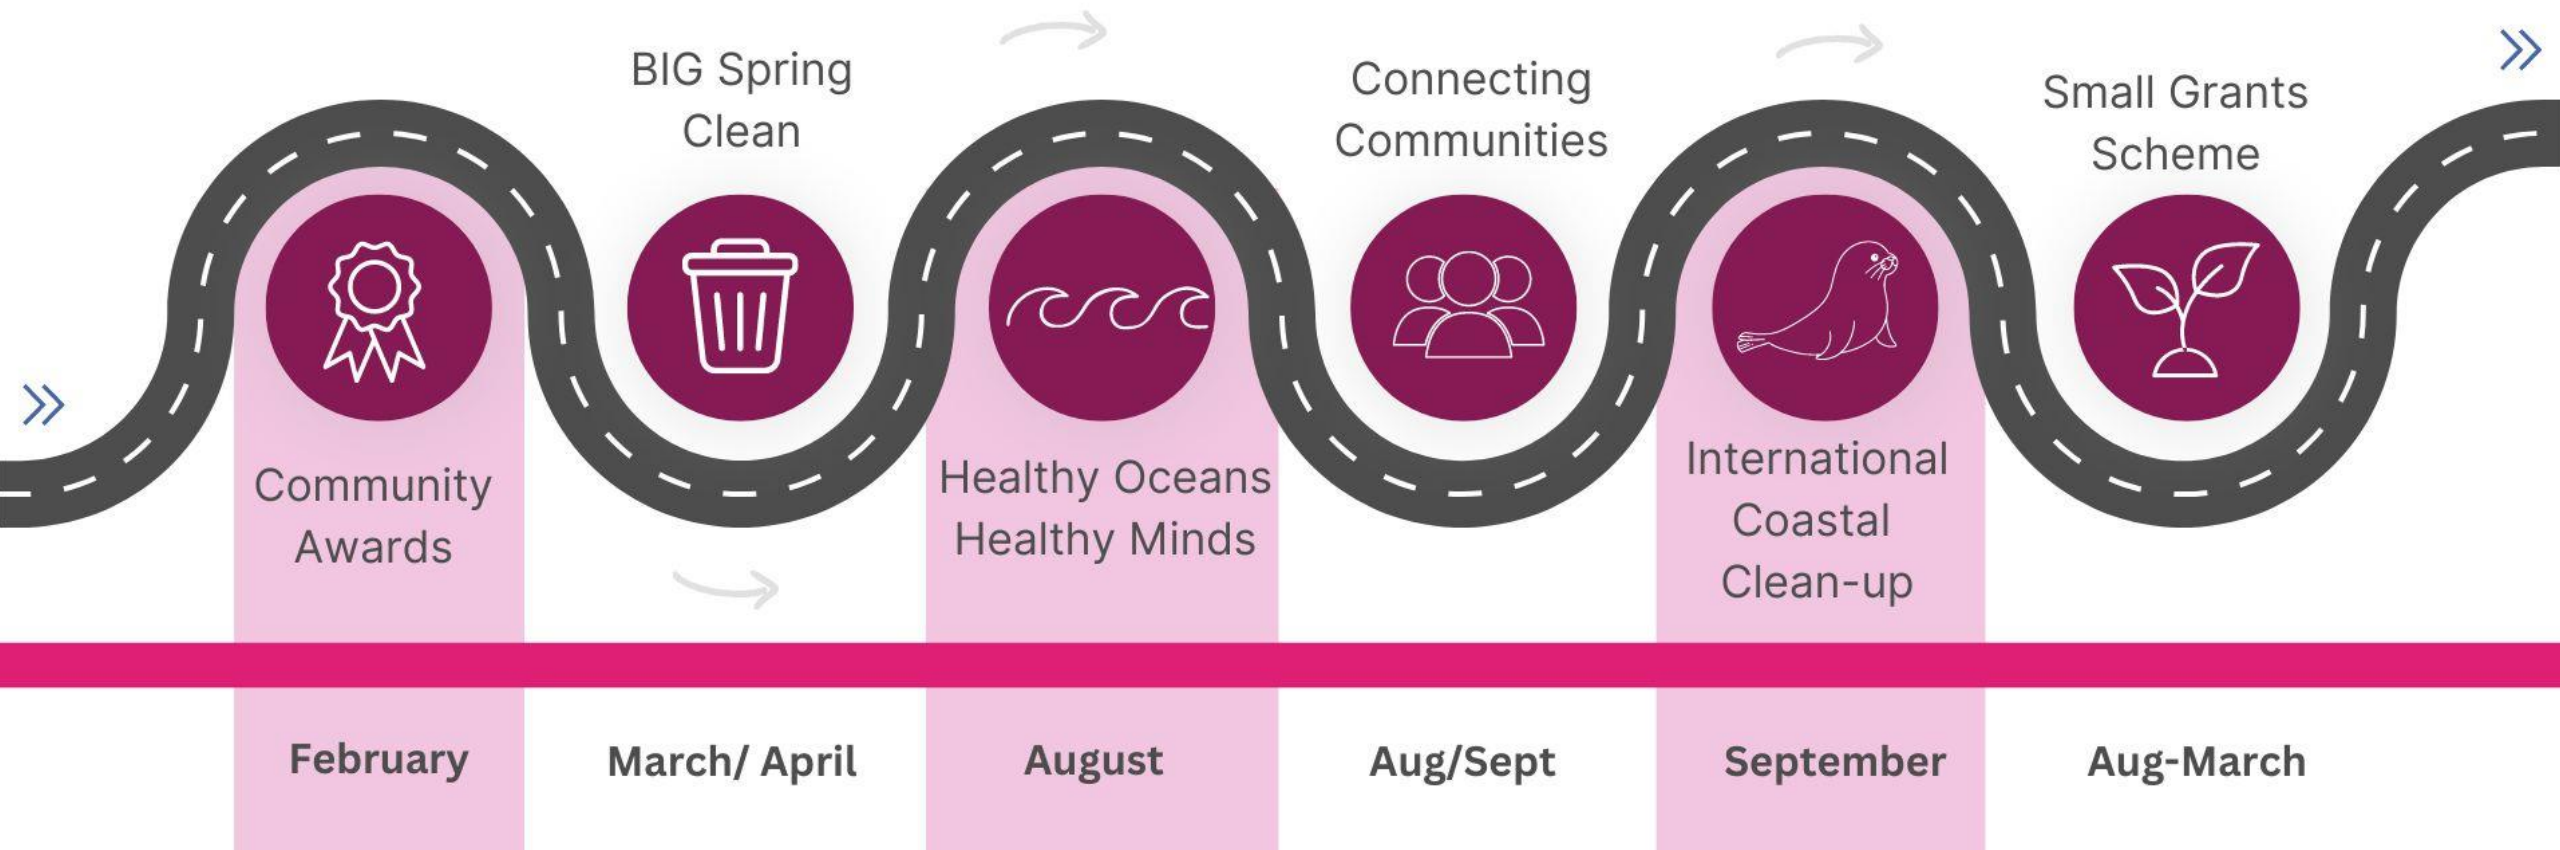 Community
Awards
BIG Spring
Clean
Healthy Oceans
Healthy Minds
Connecting
Communities
International
Coastal
Clean-up
Small Grants
Scheme
February
March/ April
August
Aug/Sept
September
Aug-March